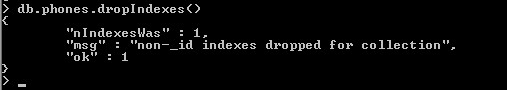 > db.phones.dropIndexes()
{
"nIndexesWas" : 1,
"msg" : "non-_id indexes dropped for collection",
"ok" : 1
}
> _